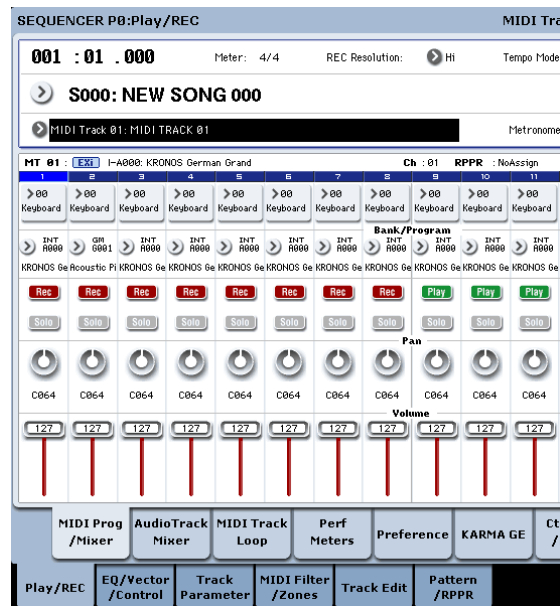 SEQUENCER P0:Play/REC MIDI Tra
001 :01 .000 Meter: 4/4 REC Resolution: Hi Tempo Mode
S000: NEW SONG 000
MIDI Track 01: MIDI TRACK 01 Metronome
MT 01 : EXi I-A000: KRONOS German Grand Ch :01 RPPR :NoAssign
1 2 3 4 5 6 7 8 9 10 11
00 00 00 00 00 00 00 00 00 00 00
Keyboard Keyboard Keyboard Keyboard Keyboard Keyboard Keyboard Keyboard Keyboard Keyboard Keyboard
Bank/Program
INT GM INT INT INT INT INT INT INT INT INT
A000 G001 A000 A000 A000 A000 A000 A000 A000 A000 A000
KRONOS Ge Acoustic Pi KRONOS Ge KRONOS Ge KRONOS Ge KRONOS Ge KRONOS Ge KRONOS Ge KRONOS Ge KRONOS Ge KRONOS Ge
Rec Rec Rec Rec Rec Rec Rec Rec Play Play Play
Solo Solo Solo Solo Solo Solo Solo Solo Solo Solo Solo
Pan
C064 C064 C064 C064 C064 C064 C064 C064 C064 C064 C064
Volume
127 127 127 127 127 127 127 127 127 127 127
MIDI Prog AudioTrack MIDI Track Perf Preference KARMA GE Ct
/Mixer Mixer Loop Meters /
Play/REC EQ/Vector Track MIDI Filter Track Edit Pattern
/Control Parameter /Zones /RPPR